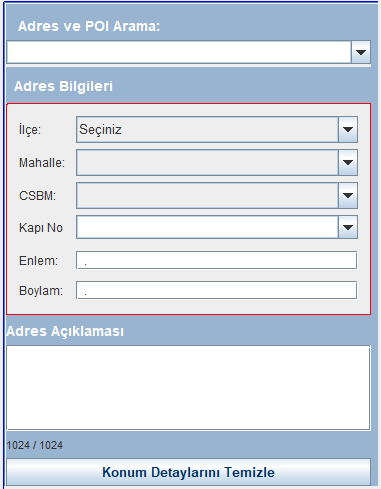 Adres ve POI Arama:
Adres Bilgileri
İlçe: Seçiniz
Mahalle:
CSBM:
Kapı No
Enlem: .
Boylam: .
Adres Açıklaması
1024 / 1024
Konum Detaylarını Temizle